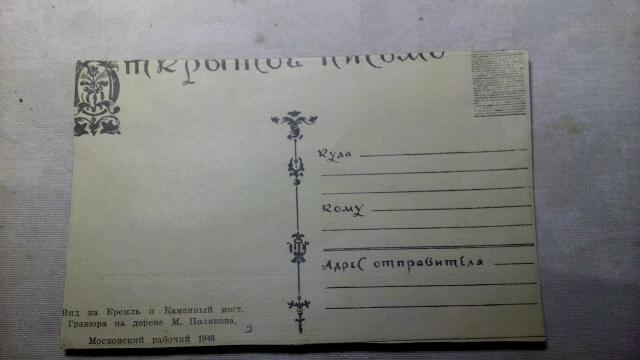 Открытое письмо
Куда
Кому
Адрес отправителя
Вид на Кремль и Каменный мост.
Гравюра на дереве М. Полякова.
Московский рабочий 1946